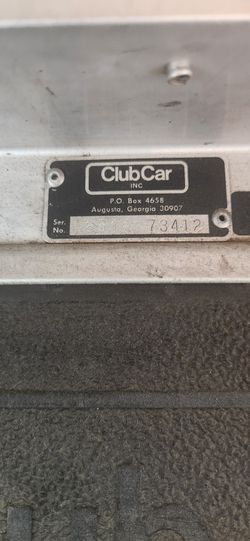 ClubCar
INC
P.O. Box 4658
Augusta, Georgia 30907
Ser.
No. 73412